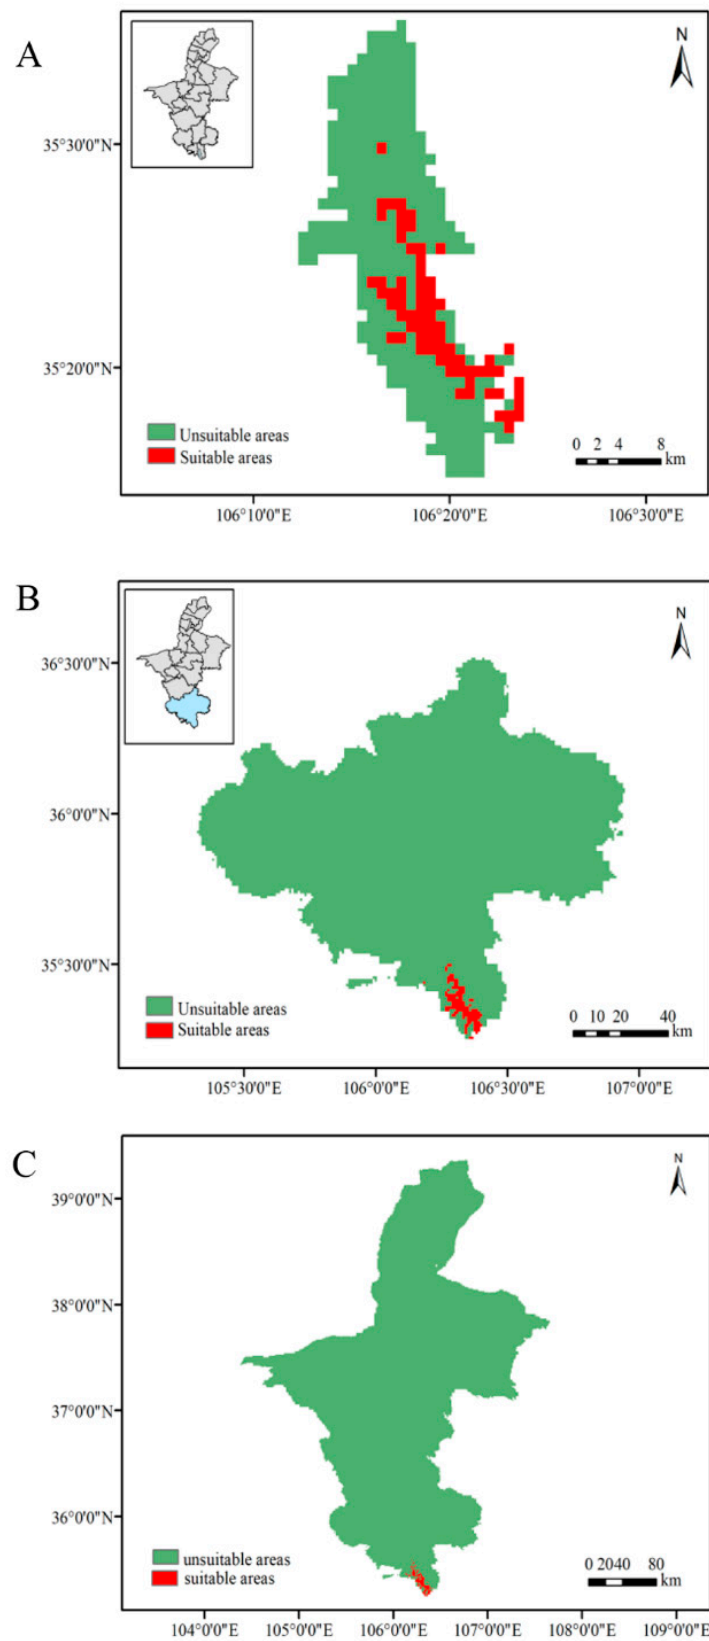 A
N
35°30'0"N
35°20'0"N
Unsuitable areas
Suitable areas
0 2 4 8
km
106°10'0"E 106°20'0"E 106°30'0"E
B
N
36°30'0"N
36°0'0"N
35°30'0"N
Unsuitable areas
Suitable areas
0 10 20 40
km
105°30'0"E 106°0'0"E 106°30'0"E 107°0'0"E
C
N
39°0'0"N
38°0'0"N
37°0'0"N
36°0'0"N
unsuitable areas
suitable areas
0 2040 80
km
104°0'0"E 105°0'0"E 106°0'0"E 107°0'0"E 108°0'0"E 109°0'0"E